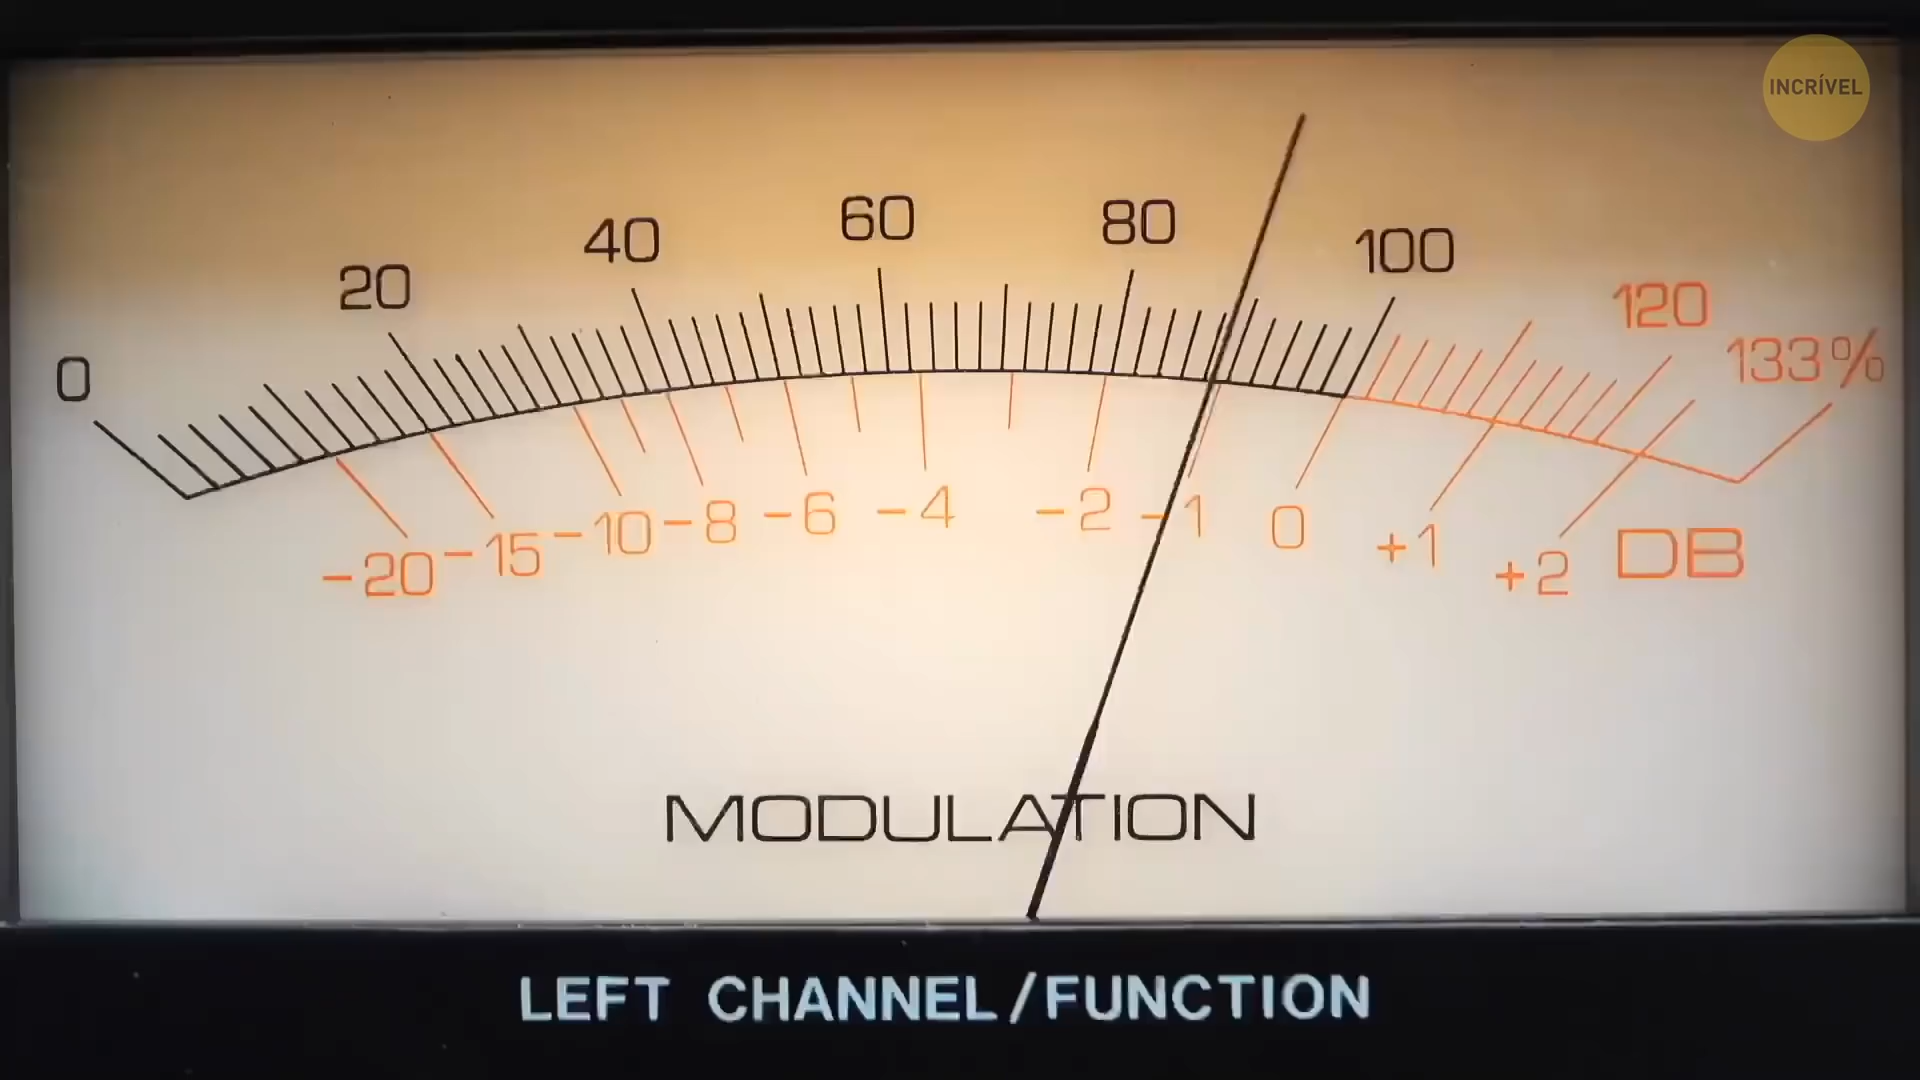 INCRÍVEL
0 20 40 60 80 100 120 133%
-20 -15 -10 -8 -6 -4 -2 -1 0 +1 +2 DB
MODULATION
LEFT CHANNEL/FUNCTION